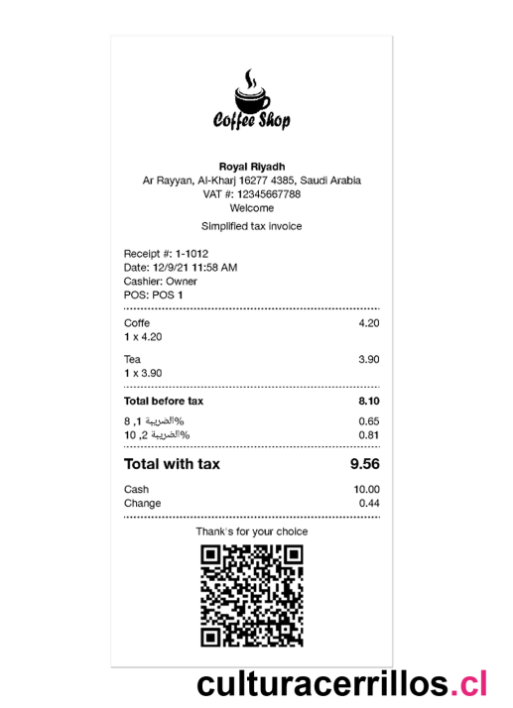 Coffee Shop
Royal Riyadh
Ar Rayyan, Al-Kharj 16277 4385, Saudi Arabia
VAT #: 12345667788
Welcome
Simplified tax invoice
Receipt #: 1-1012
Date: 12/9/21 11:58 AM
Cashier: Owner
POS: POS 1
Coffe 4.20
1 x 4.20
Tea 3.90
1 x 3.90
Total before tax 8.10
8 ,1 الضريبة% 0.65
10 ,2 الضريبة% 0.81
Total with tax 9.56
Cash 10.00
Change 0.44
Thank's for your choice
culturacerrillos.cl